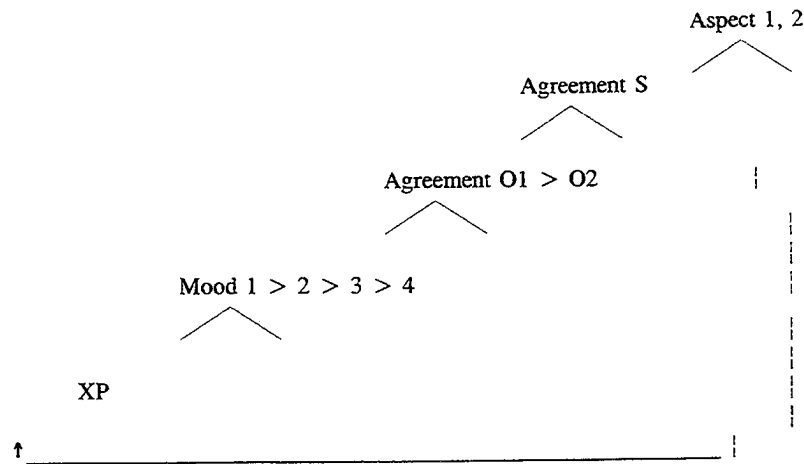 Aspect 1, 2
Agreement S
Agreement O1 > O2
Mood 1 > 2 > 3 > 4
XP